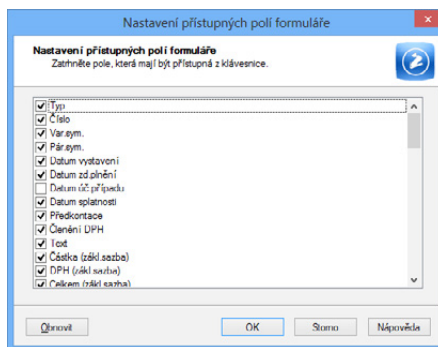 Nastavení přístupných polí formuláře
Nastavení přístupných polí formuláře
Zatrhněte pole, která mají být přístupná z klávesnice.
Typ
Číslo
Var.sym.
Pár.sym.
Datum vystavení
Datum zd.plnění
Datum úč případu
Datum splatnosti
Předkontace
Členění DPH
Text
Částka (zákl.sazba)
DPH (zákl.sazba)
Celkem (zákl.sazba)
Obnovit
OK
Storno
Nápověda